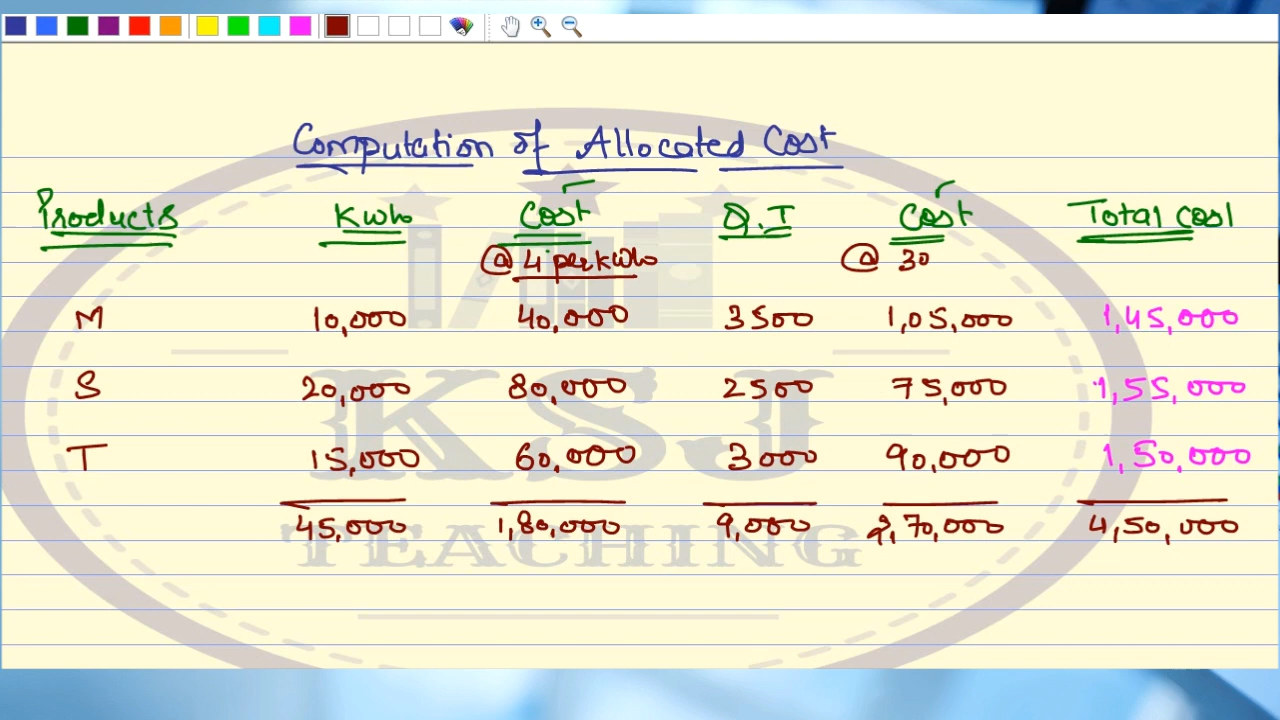 Computation of Allocated Cost
Products Kwh Cost Q.I Cost Total cost
@ 4 per kwh @ 30
M 10,000 40,000 3500 1,05,000 1,45,000
S 20,000 80,000 2500 75,000 1,55,000
T 15,000 60,000 3000 90,000 1,50,000
45,000 1,80,000 9,000 2,70,000 4,50,000
KSJ
TEACHING